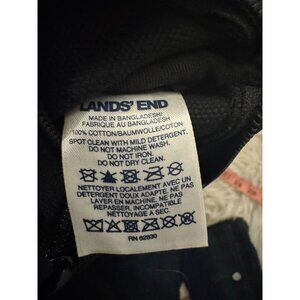 LANDS' END
MADE IN BANGLADESH/
FABRIQUE AU BANGLADESH
100% COTTON/BAUMWOLLE/COTON
SPOT CLEAN WITH MILD DETERGENT.
DO NOT MACHINE WASH.
DO NOT IRON.
DO NOT DRY CLEAN.
NETTOYER LOCALEMENT AVEC UN
DETERGENT DOUX ADAPTE. NE PAS
LAVER EN MACHINE. NE PAS
REPASSER. INCOMPATIBLE
NETTOYAGE A SEC.
RN 62830